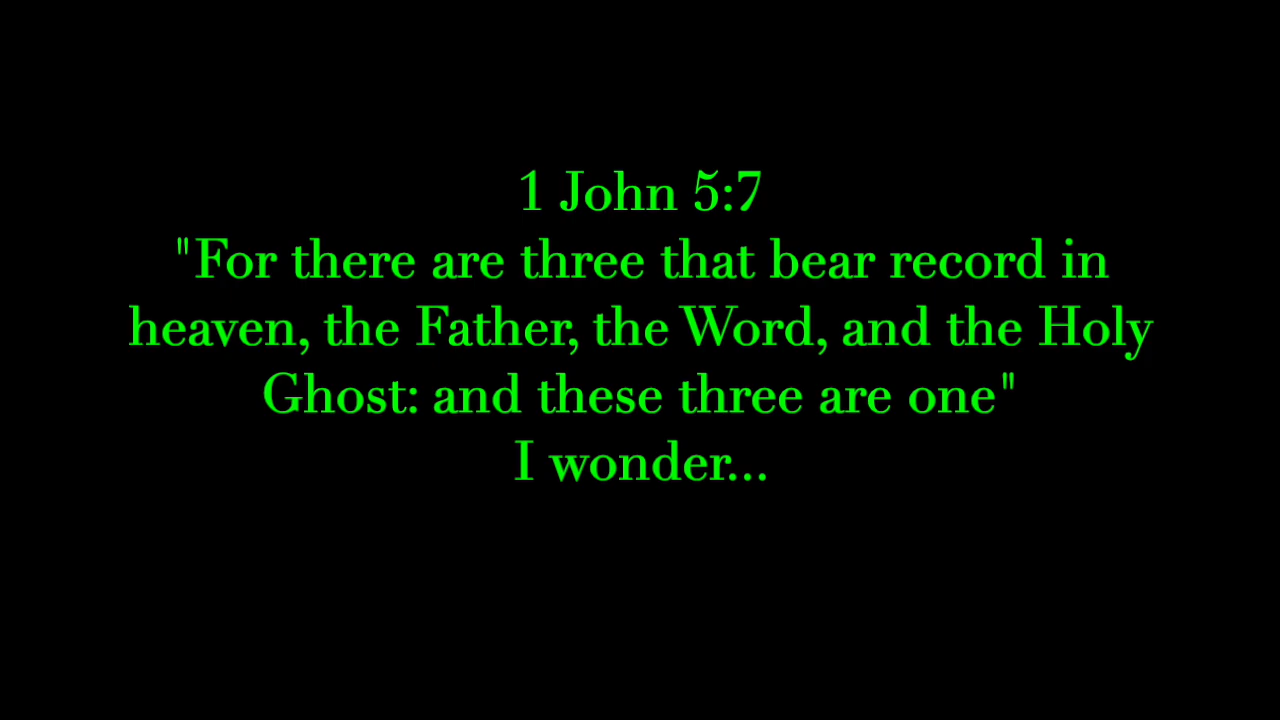 1 John 5:7
"For there are three that bear record in
heaven, the Father, the Word, and the Holy
Ghost: and these three are one"
I wonder...